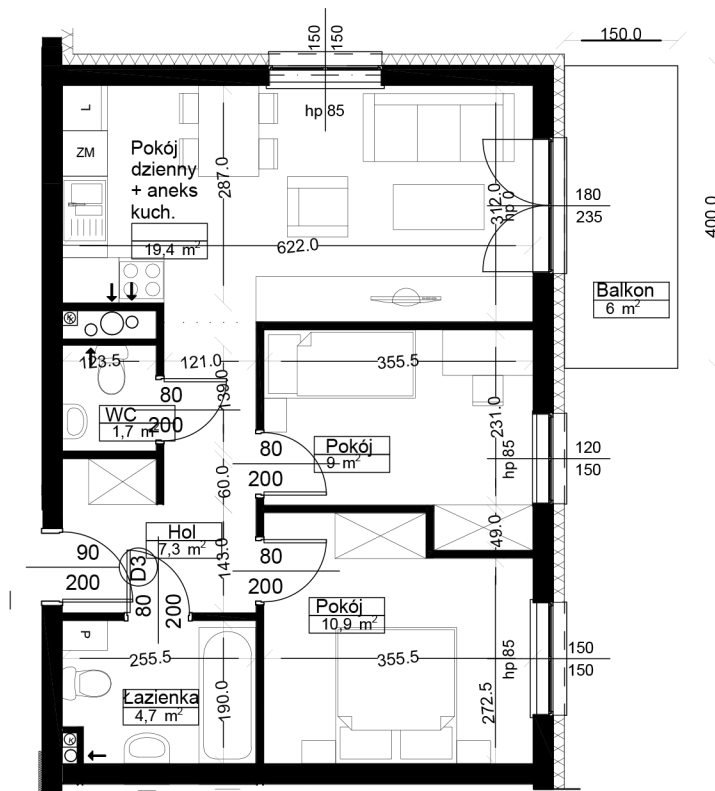 150
150
150.0
L
hp 85
ZM
Pokój
dzienny
+ aneks
kuch.
19,4 m²
287.0
312.0
hp 0
180
235
400.0
622.0
Balkon
6 m²
123.5
121.0
355.5
139.0
80
200
WC
1,7 m²
231.0
80
200
Pokój
9 m²
hp 85
120
150
60.0
49.0
Hol
7,3 m²
143.0
90
200
D3
80
200
80
200
Pokój
10,9 m²
P
255.5
355.5
hp 85
150
150
Łazienka
4,7 m²
190.0
272.5